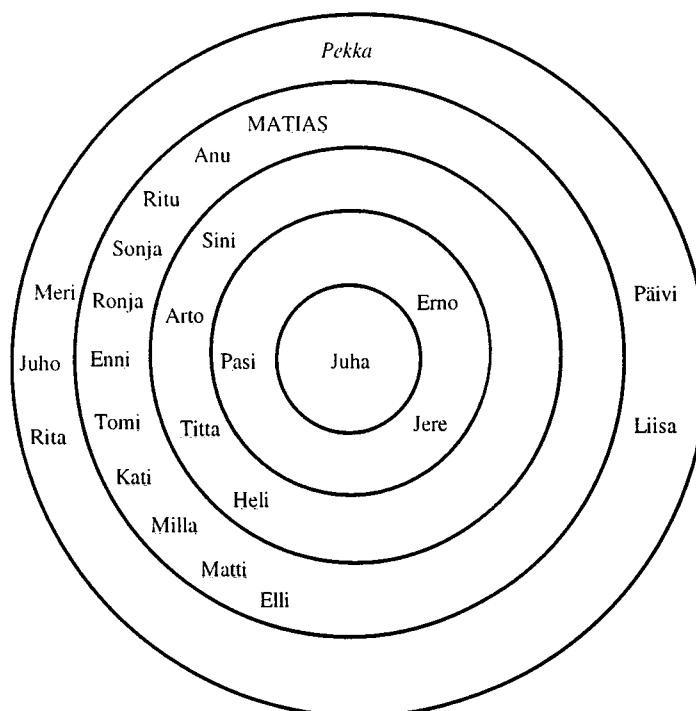 Pekka
MATIAS
Anu
Ritu
Sini
Sonja
Meri
Ronja
Päivi
Arto
Erno
Juho
Enni
Pasi
Juha
Rita
Tomi
Titta
Jere
Liisa
Kati
Heli
Milla
Matti
Elli